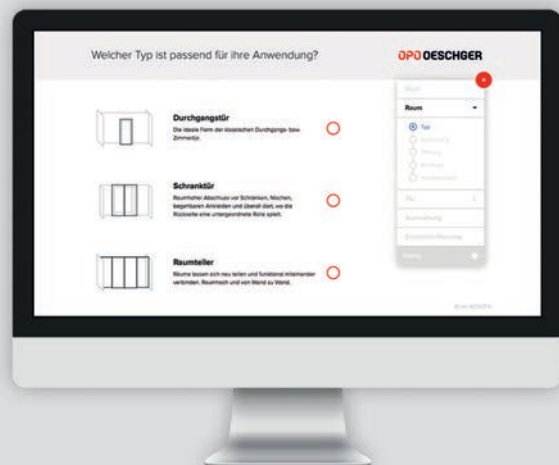 Welcher Typ ist passend für ihre Anwendung?
OPO OESCHGER
Durchgangstür
Die ideale Form der klassischen Durchgangs- bzw.
Zimmertür.
Schranktür
Raumhoher Abschluss vor Schränken, Nischen,
begehbaren Ankleiden und überall dort, wo die
Rückseite eine untergeordnete Rolle spielt.
Raumteiler
Räume lassen sich neu teilen und funktional miteinander
verbinden. Raumhoch und von Wand zu Wand.
Raum
Typ